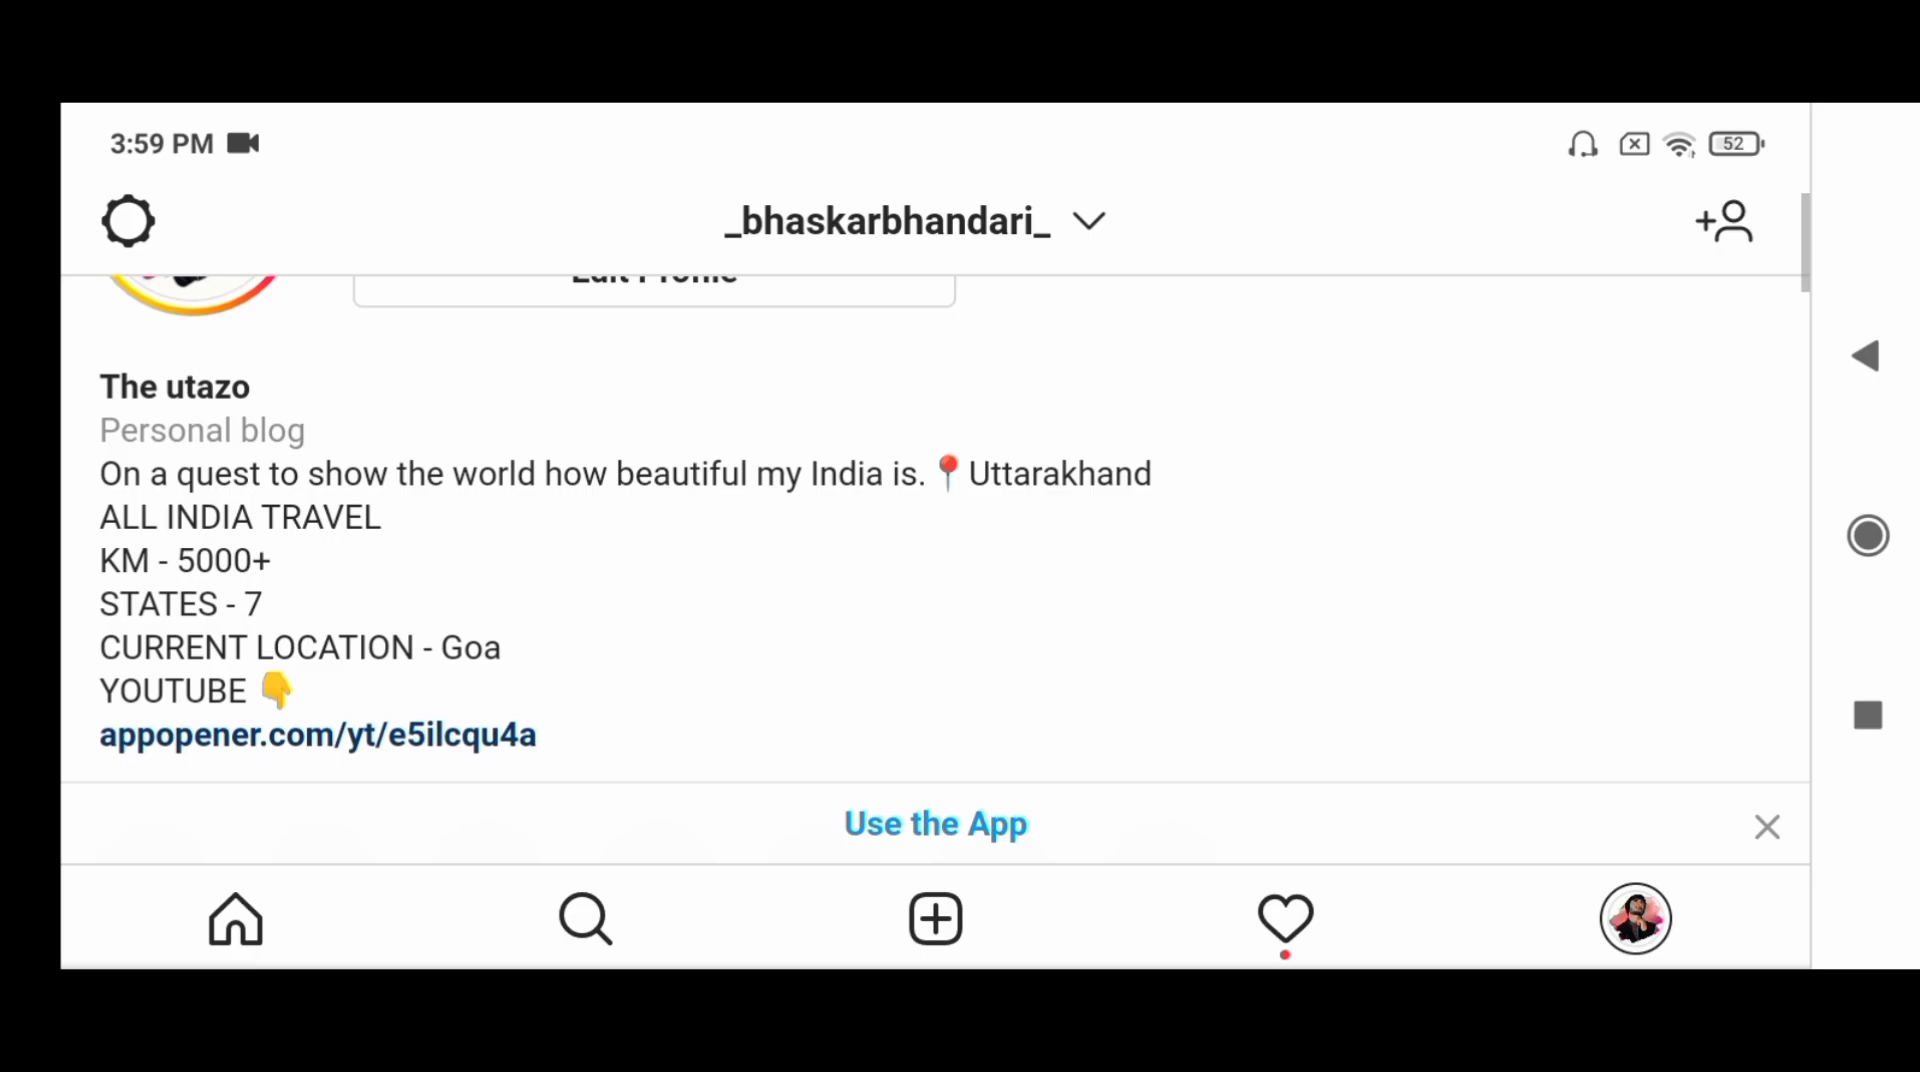 3:59 PM
52
_bhaskarbhandari_
Edit Profile
The utazo
Personal blog
On a quest to show the world how beautiful my India is.📍Uttarakhand
ALL INDIA TRAVEL
KM - 5000+
STATES - 7
CURRENT LOCATION - Goa
YOUTUBE 👇
appopener.com/yt/e5ilcqu4a
Use the App